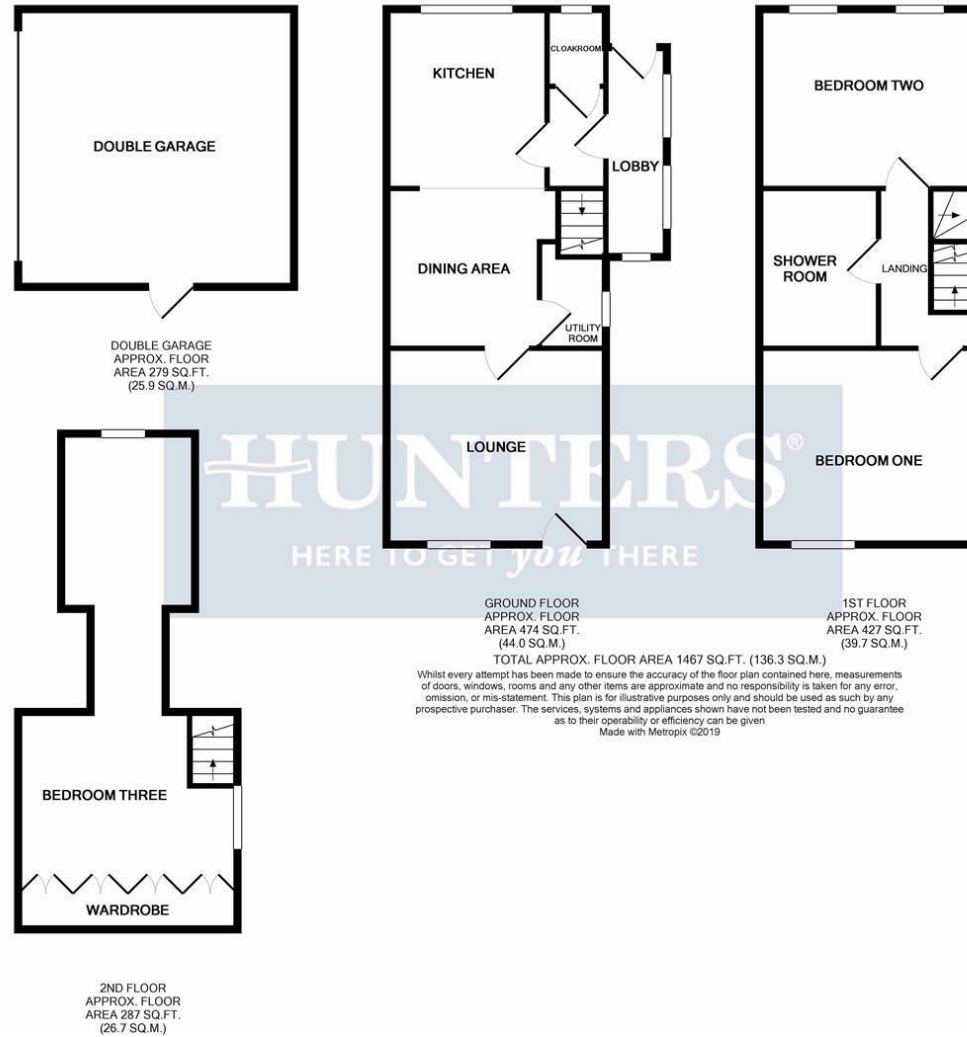 DOUBLE GARAGE
DOUBLE GARAGE
APPROX. FLOOR
AREA 279 SQ.FT.
(25.9 SQ.M.)
KITCHEN
CLOAKROOM
LOBBY
DINING AREA
UTILITY
ROOM
LOUNGE
GROUND FLOOR
APPROX. FLOOR
AREA 474 SQ.FT.
(44.0 SQ.M.)
BEDROOM TWO
SHOWER
ROOM
LANDING
BEDROOM ONE
1ST FLOOR
APPROX. FLOOR
AREA 427 SQ.FT.
(39.7 SQ.M.)
HUNTERS®
HERE TO GET you THERE
BEDROOM THREE
WARDROBE
2ND FLOOR
APPROX. FLOOR
AREA 287 SQ.FT.
(26.7 SQ.M.)
TOTAL APPROX. FLOOR AREA 1467 SQ.FT. (136.3 SQ.M.)
Whilst every attempt has been made to ensure the accuracy of the floor plan contained here, measurements
of doors, windows, rooms and any other items are approximate and no responsibility is taken for any error,
omission, or mis-statement. This plan is for illustrative purposes only and should be used as such by any
prospective purchaser. The services, systems and appliances shown have not been tested and no guarantee
as to their operability or efficiency can be given
Made with Metropix ©2019